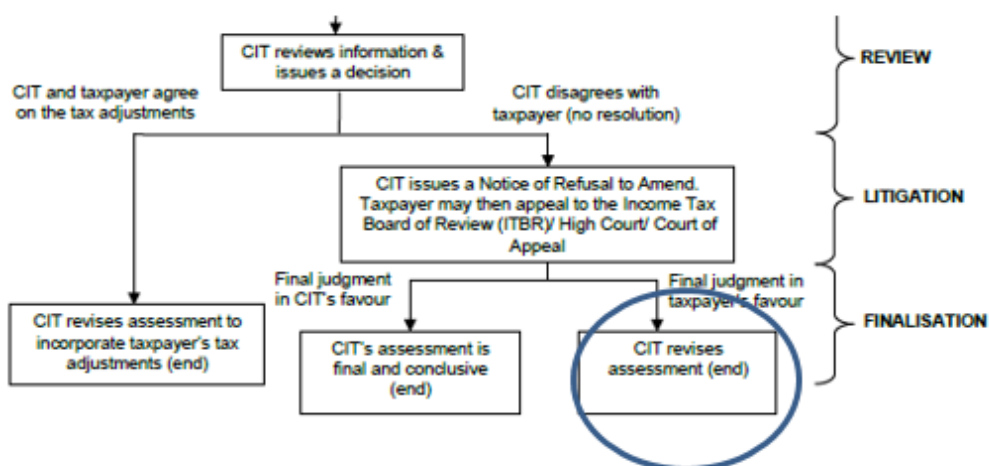 CIT reviews information &
issues a decision
REVIEW
CIT and taxpayer agree
on the tax adjustments
CIT disagrees with
taxpayer (no resolution)
CIT issues a Notice of Refusal to Amend.
Taxpayer may then appeal to the Income Tax
Board of Review (ITBR)/ High Court/ Court of
Appeal
LITIGATION
Final judgment
in CIT's favour
Final judgment in
taxpayer's favour
CIT revises assessment to
incorporate taxpayer's tax
adjustments (end)
CIT's assessment is
final and conclusive
(end)
CIT revises
assessment (end)
FINALISATION